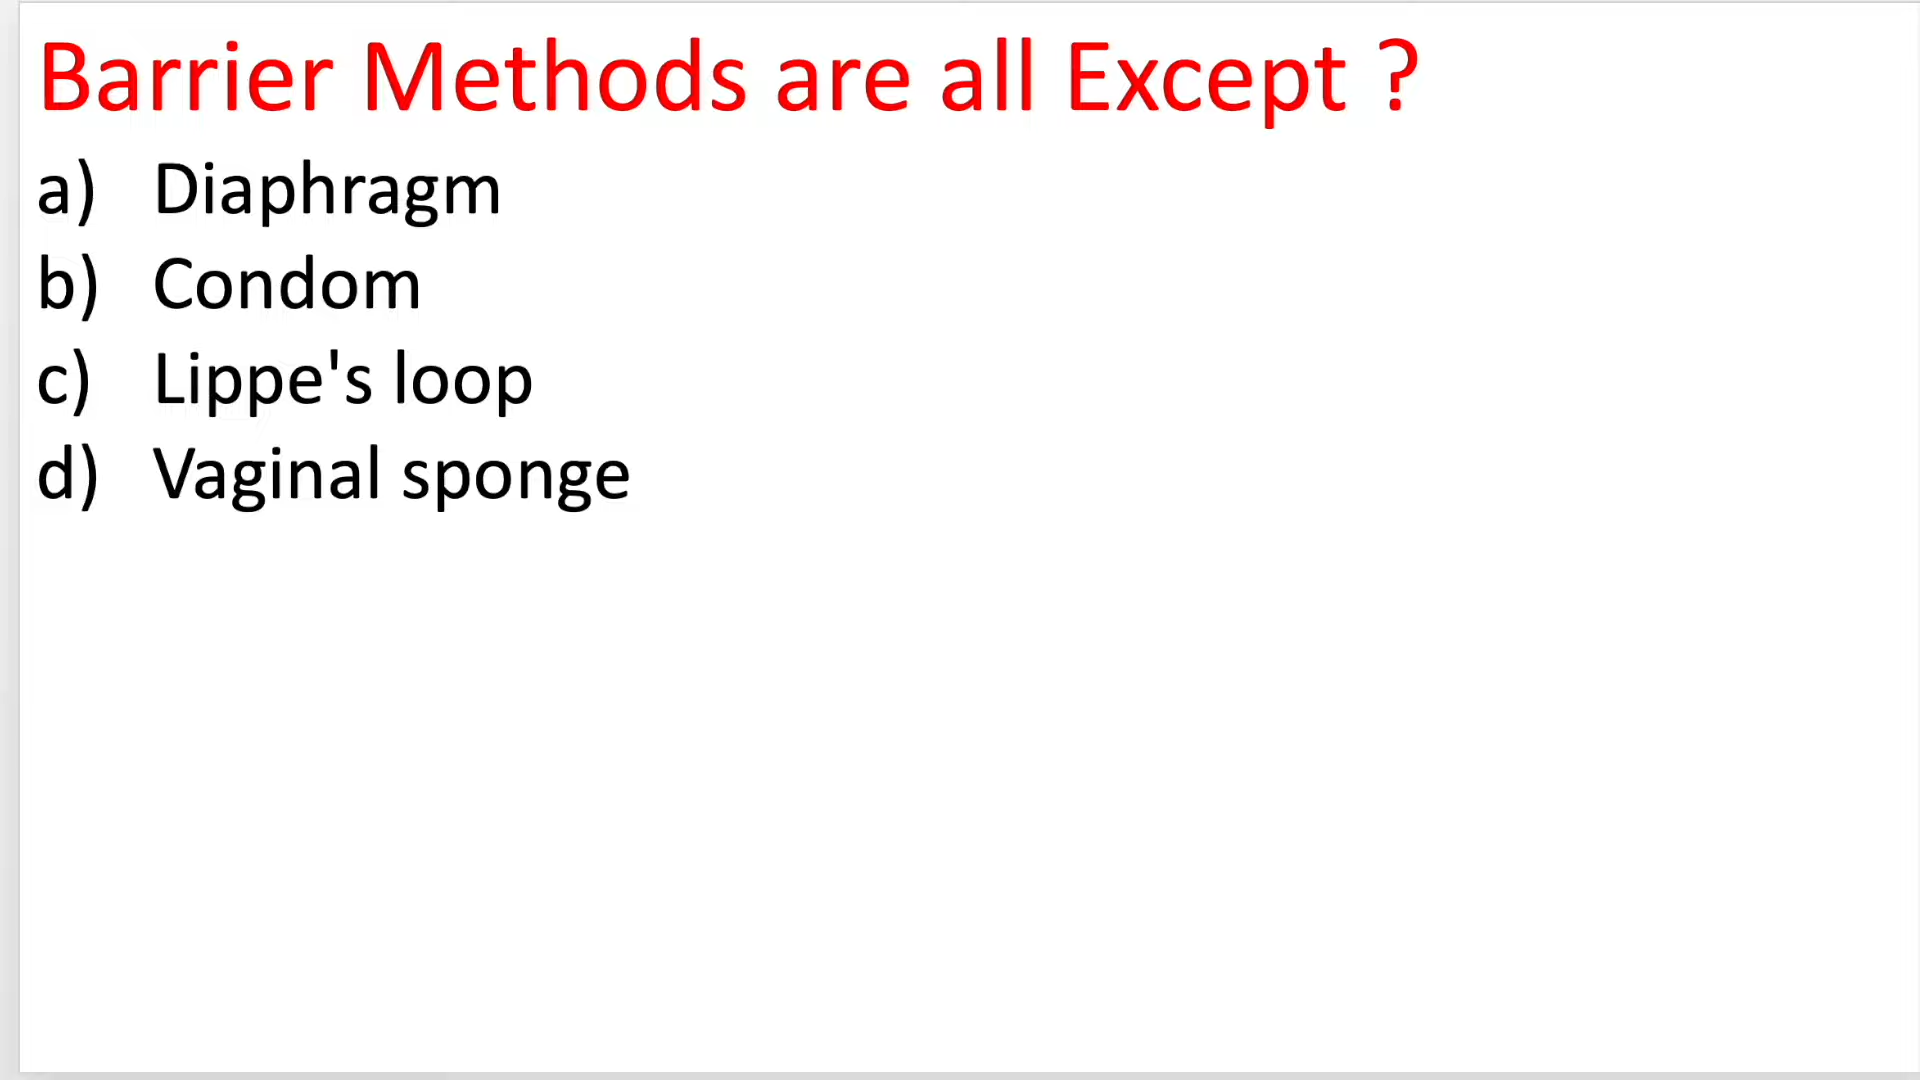 Barrier Methods are all Except ?
a) Diaphragm
b) Condom
c) Lippe's loop
d) Vaginal sponge